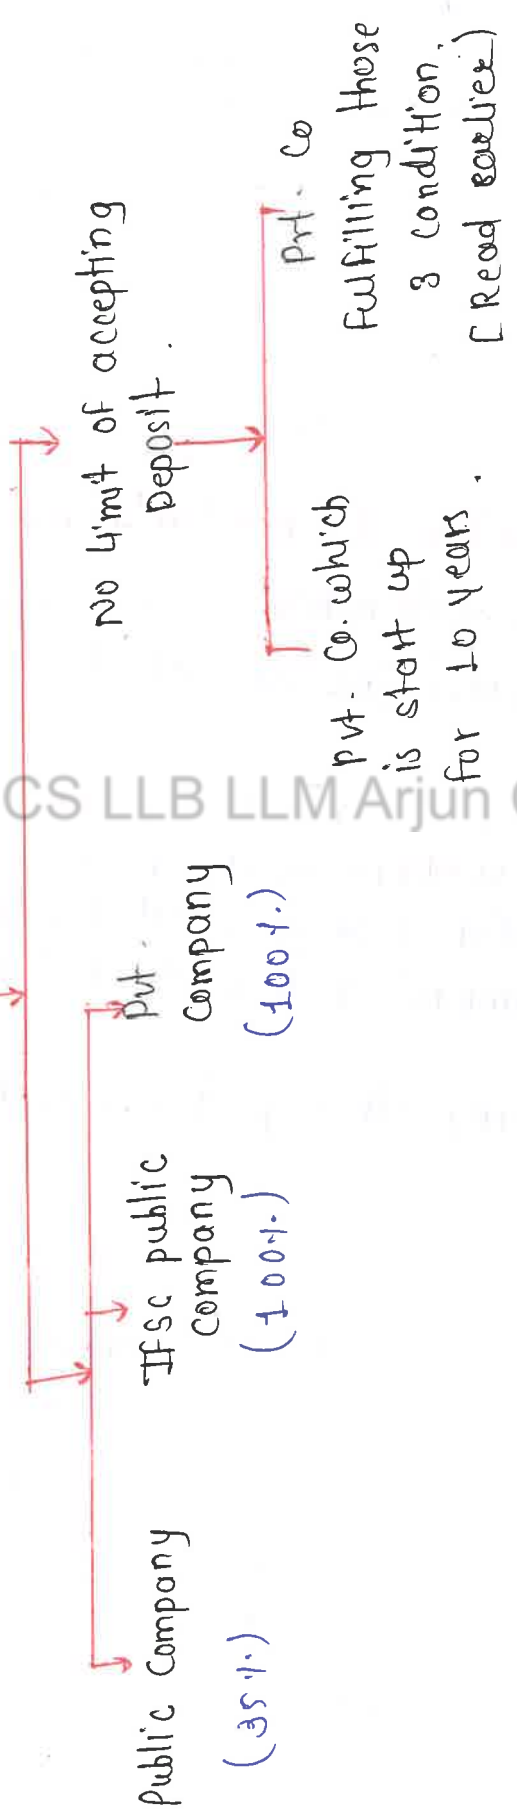 No Limit of accepting
Deposit.
Public Company
(35%)
IFSC public
Company
(100%)
Pvt.
Company
(100%)
Pvt. Co. which
is start up
for 10 years.
Prt. Co
Fulfilling those
3 condition.
[Read earlier)
CS LLB LLM Arjun